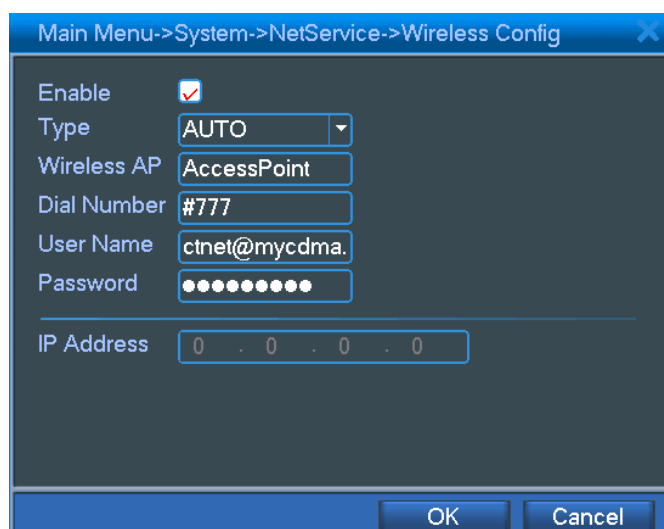 Main Menu->System->NetService->Wireless Config
Enable
Type AUTO
Wireless AP AccessPoint
Dial Number #777
User Name ctnet@mycdma.
Password ●●●●●●●●●
IP Address 0 . 0 . 0 . 0
OK Cancel